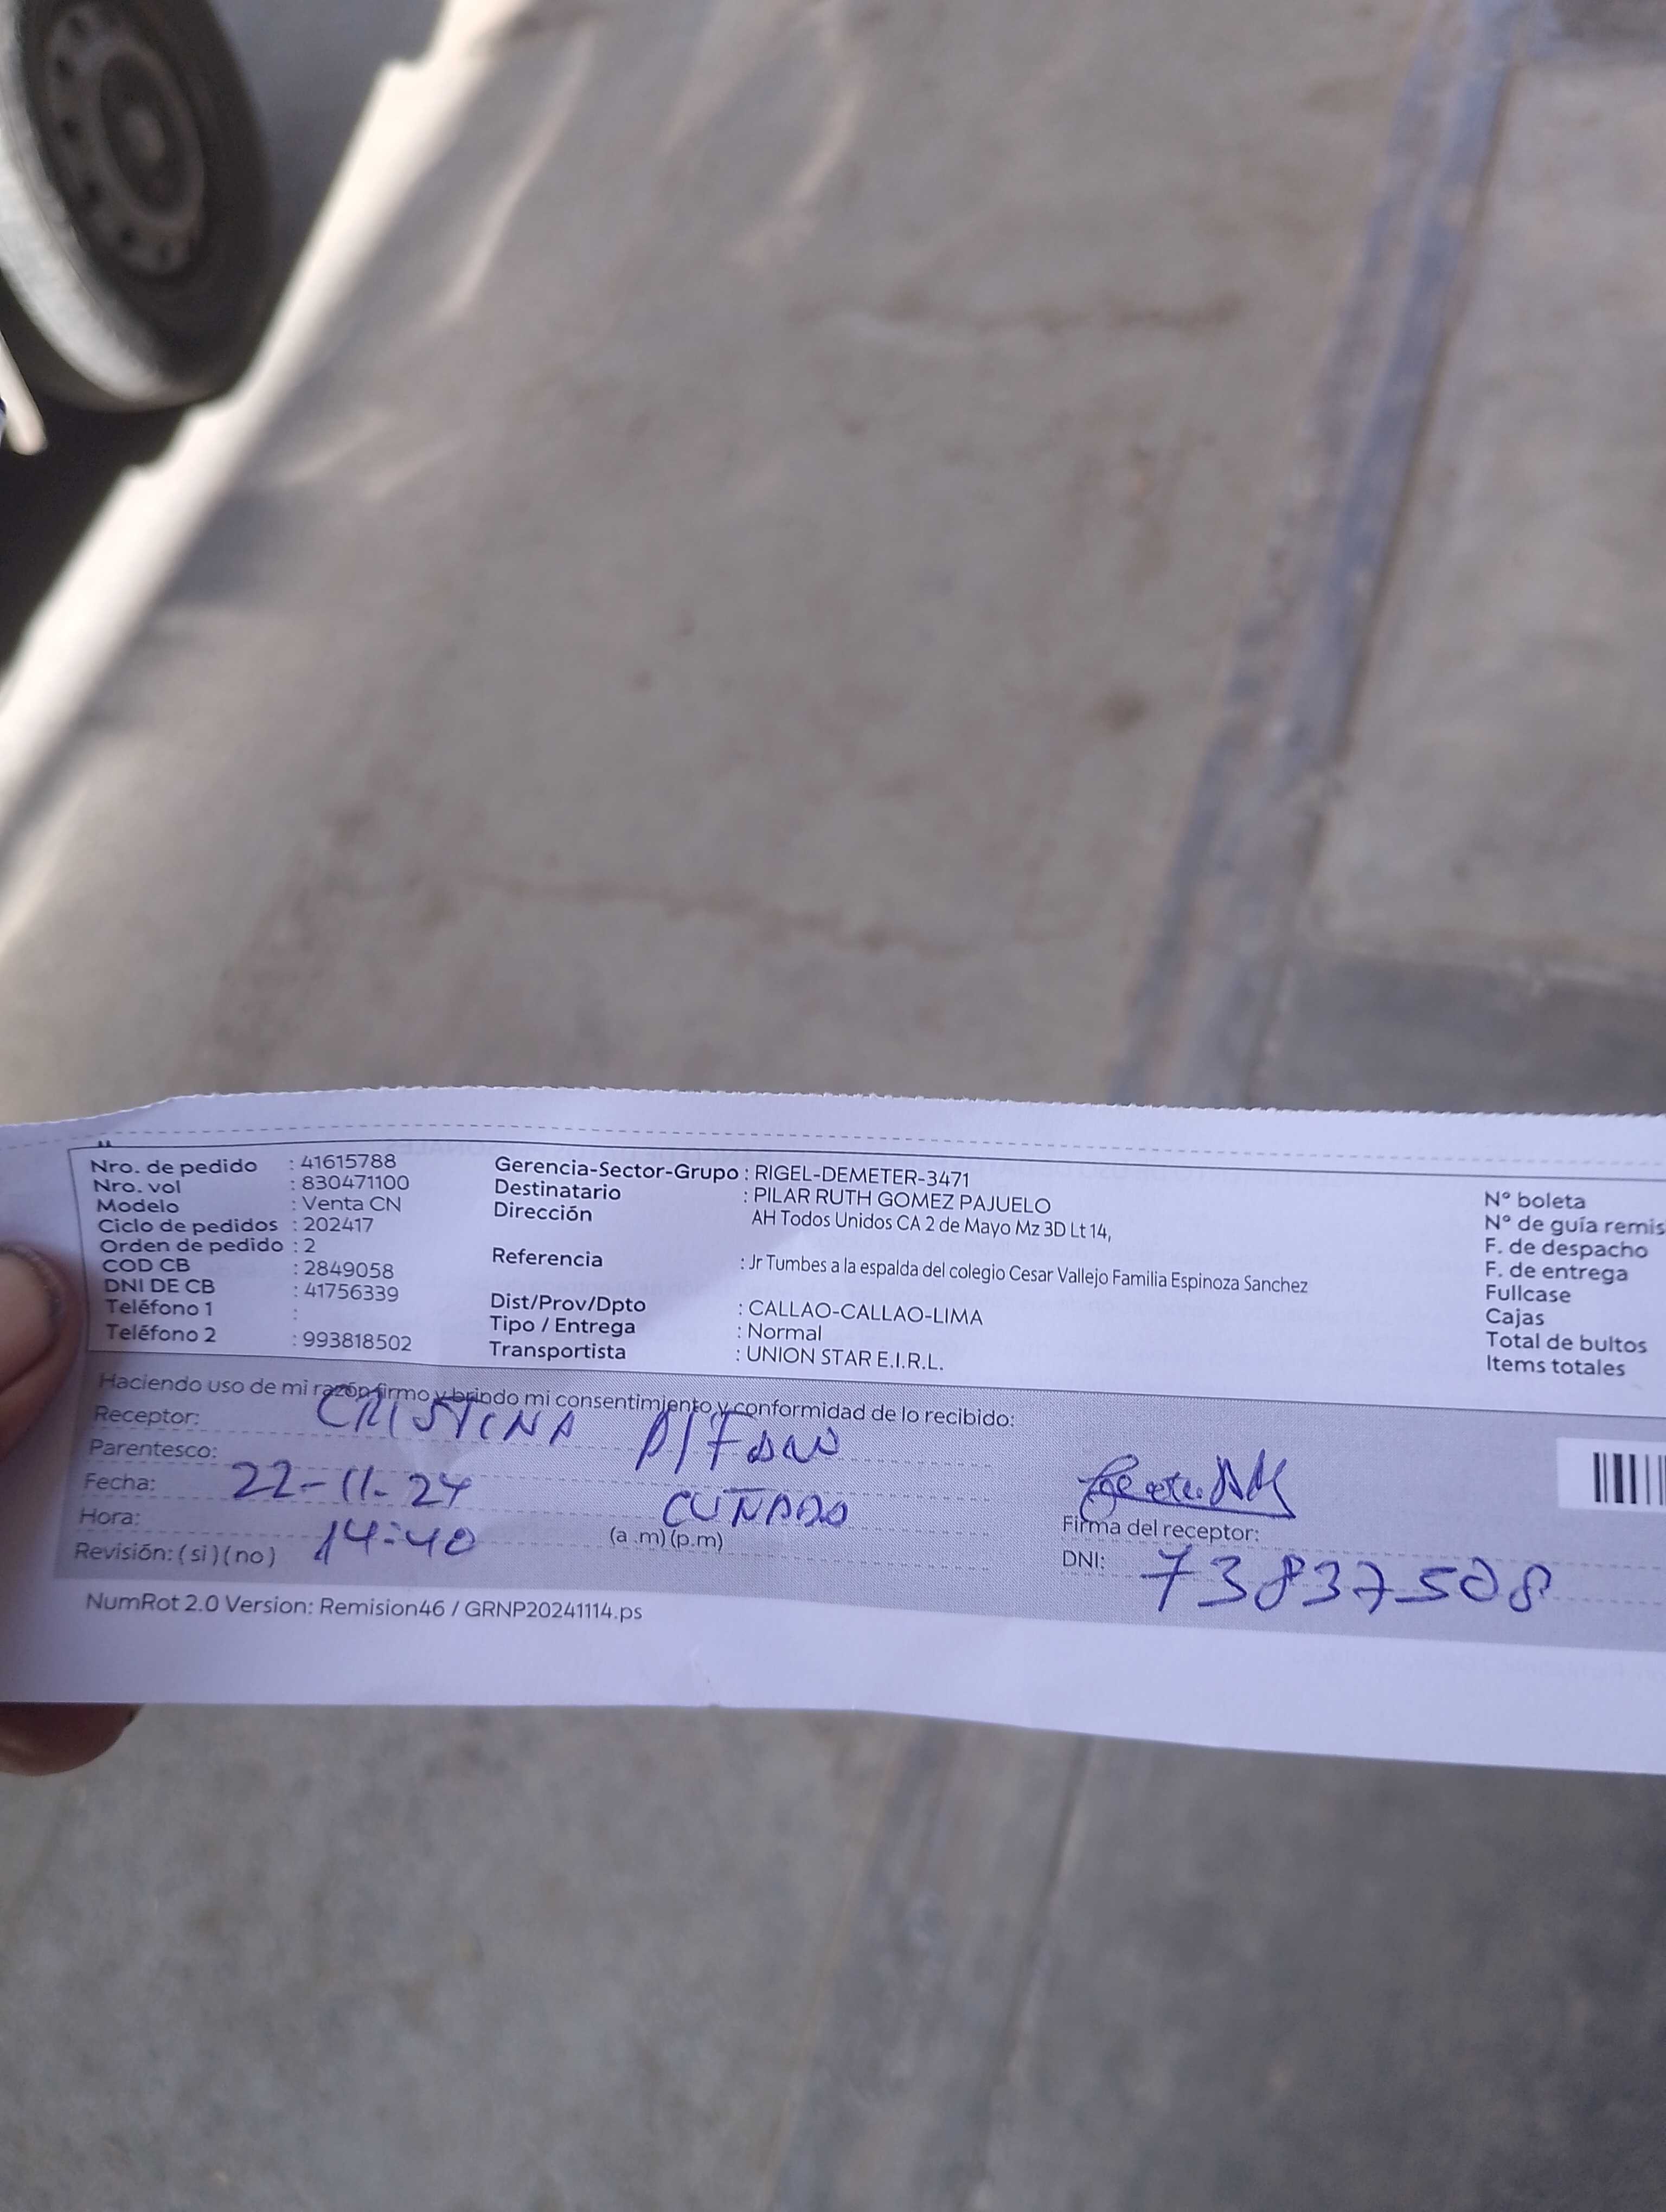 Nro. de pedido : 41615788
Nro. vol : 830471100
Modelo : Venta CN
Ciclo de pedidos : 202417
Orden de pedido : 2
COD CB : 2849058
DNI DE CB : 41756339
Teléfono 1 :
Teléfono 2 : 993818502
Gerencia-Sector-Grupo : RIGEL-DEMETER-3471
Destinatario : PILAR RUTH GOMEZ PAJUELO
Dirección AH Todos Unidos CA 2 de Mayo Mz 3D Lt 14,
Referencia : Jr Tumbes a la espalda del colegio Cesar Vallejo Familia Espinoza Sanchez
Dist/Prov/Dpto : CALLAO-CALLAO-LIMA
Tipo / Entrega : Normal
Transportista : UNION STAR E.I.R.L.
N° boleta
N° de guía remis
F. de despacho
F. de entrega
Fullcase
Cajas
Total de bultos
Items totales
Haciendo uso de mi razón firmo y brindo mi consentimiento y conformidad de lo recibido:
Receptor: CRISTINA
Parentesco: CUÑADO
Fecha: 22-11-24
Hora: 14:40 (a.m) (p.m)
Revisión: (si) (no)
Firma del receptor:
DNI: 73837508
NumRot 2.0 Version: Remision46 / GRNP20241114.ps